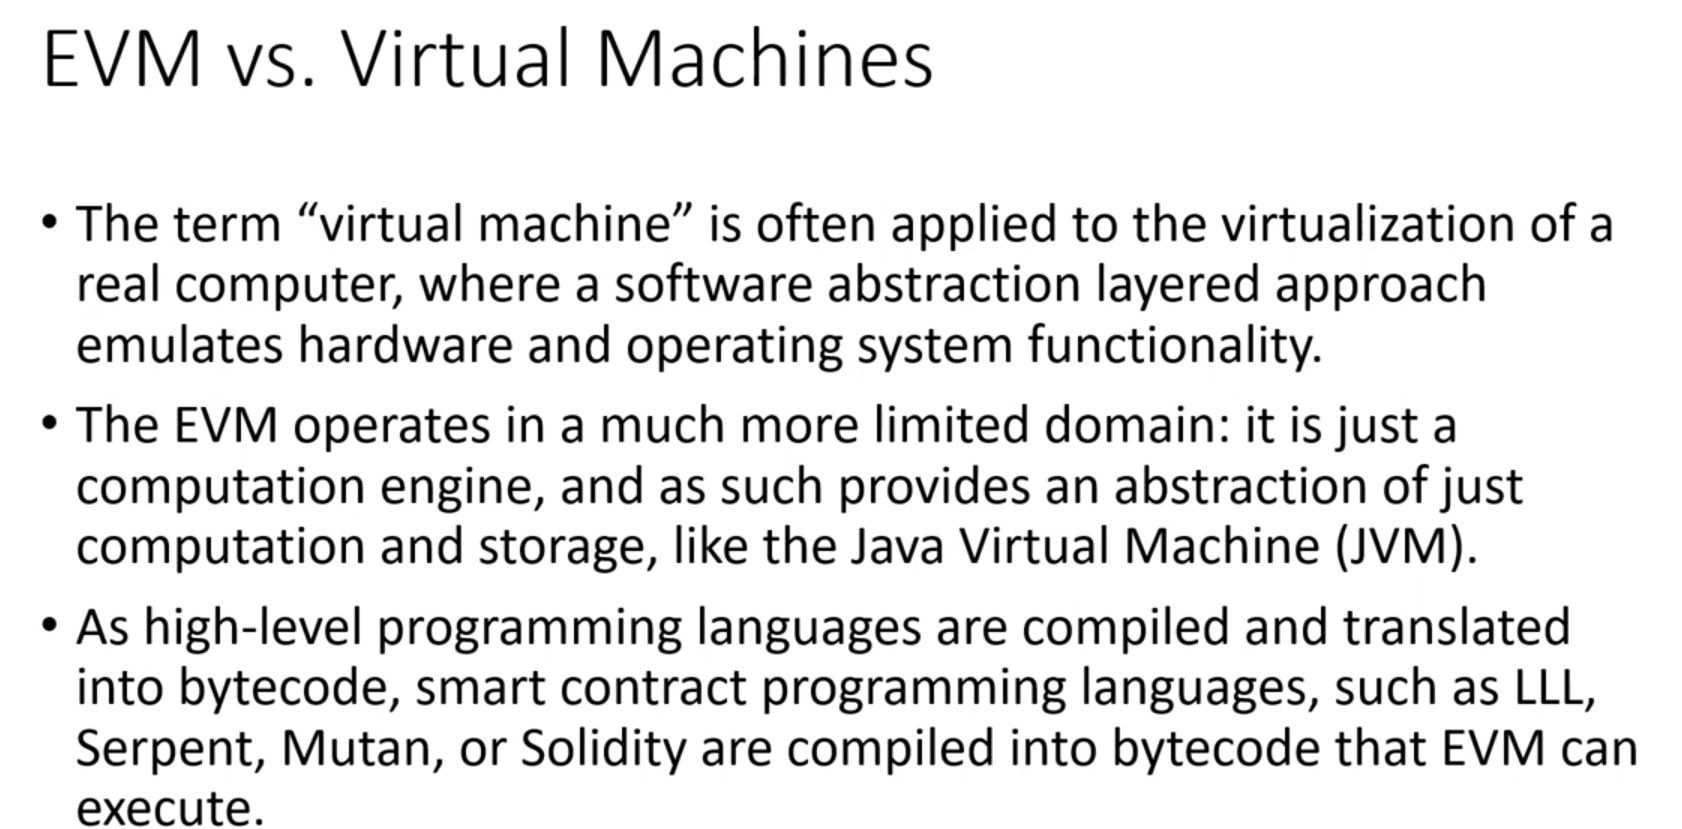 EVM vs. Virtual Machines
• The term “virtual machine” is often applied to the virtualization of a
real computer, where a software abstraction layered approach
emulates hardware and operating system functionality.
• The EVM operates in a much more limited domain: it is just a
computation engine, and as such provides an abstraction of just
computation and storage, like the Java Virtual Machine (JVM).
• As high-level programming languages are compiled and translated
into bytecode, smart contract programming languages, such as LLL,
Serpent, Mutan, or Solidity are compiled into bytecode that EVM can
execute.